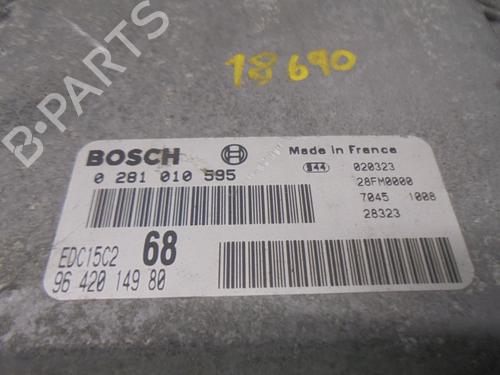 18690
B-PARTS
BOSCH
Made in France
0 281 010 595
44
020323
28FM0000
7045 1008
28323
EDC15C2
68
96 420 149 80